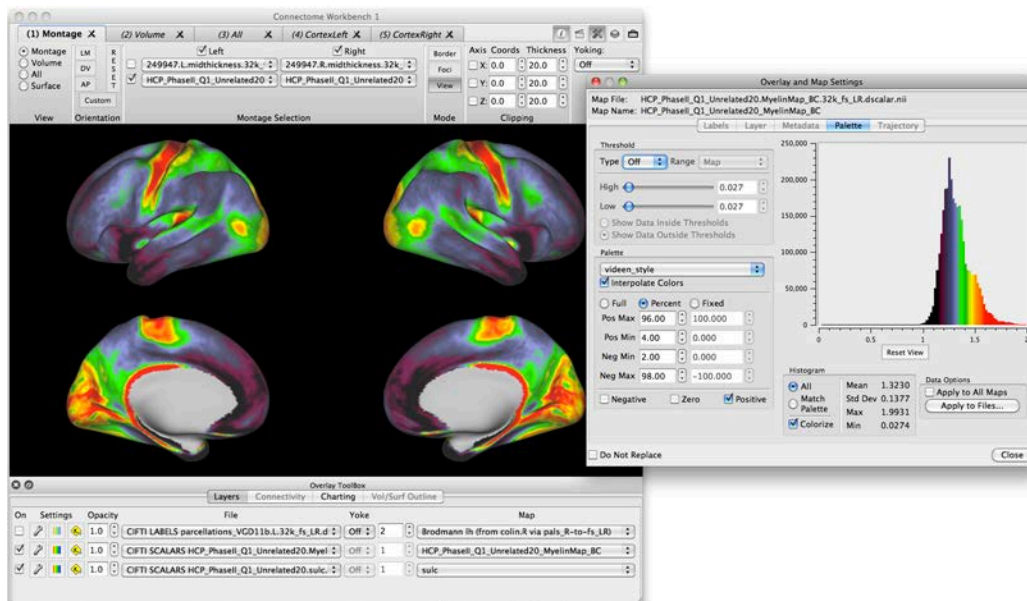 Connectome Workbench 1
(1) Montage X (2) Volume X (3) All X (4) CortexLeft X (5) CortexRight X
Montage
Volume
All
Surface
View
LM
DV
AP
Custom
Orientation
RESET
Left Right
249947.L.midthickness.32k_ 249947.R.midthickness.32k_
HCP_PhaseII_Q1_Unrelated20 HCP_PhaseII_Q1_Unrelated20
Montage Selection
Border
Foci
View
Mode
Axis Coords Thickness
X: 0.0 20.0
Y: 0.0 20.0
Z: 0.0 20.0
Clipping
Yoking:
Off
Overlay and Map Settings
Map File: HCP_PhaseII_Q1_Unrelated20.MyelinMap_BC.32k_fs_LR.dscalar.nii
Map Name: HCP_PhaseII_Q1_Unrelated20_MyelinMap_BC
Labels Layer Metadata Palette Trajectory
Threshold
Type Off Range Map
High 0.027
Low 0.027
Show Data Inside Thresholds
Show Data Outside Thresholds
Palette
videen_style
Interpolate Colors
Full Percent Fixed
Pos Max 96.00 100.000
Pos Min 4.00 0.000
Neg Min 2.00 0.000
Neg Max 98.00 -100.000
Negative Zero Positive
250,000
200,000
150,000
100,000
50,000
0
0 0.4 0.8 1.2 1.6 2
Reset View
Histogram
All
Match
Palette
Colorize
Mean 1.3230
Std Dev 0.1377
Max 1.9931
Min 0.0274
Data Options
Apply to All Maps
Apply to Files...
Do Not Replace
Close
Overlay ToolBox
Layers Connectivity Charting Vol/Surf Outline
On Settings Opacity File Yoke Map
1.0 CIFTI LABELS parcellations_VGD11b.L.32k_fs_LR.d Off 2 Brodmann lh (from colin.R via pals_R-to-fs_LR)
1.0 CIFTI SCALARS HCP_PhaseII_Q1_Unrelated20.Myel Off 1 HCP_PhaseII_Q1_Unrelated20_MyelinMap_BC
1.0 CIFTI SCALARS HCP_PhaseII_Q1_Unrelated20.sulc. Off 1 sulc